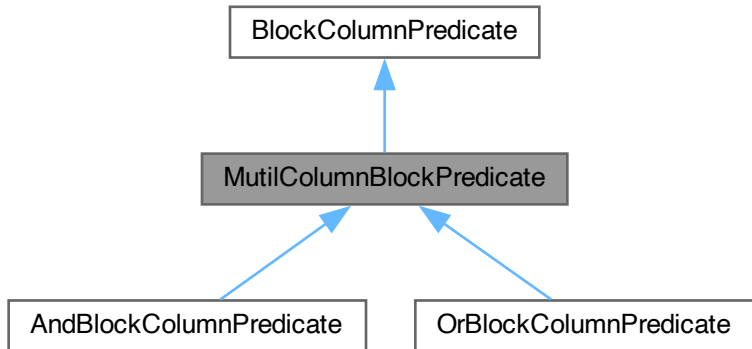 BlockColumnPredicate
MutilColumnBlockPredicate
AndBlockColumnPredicate
OrBlockColumnPredicate